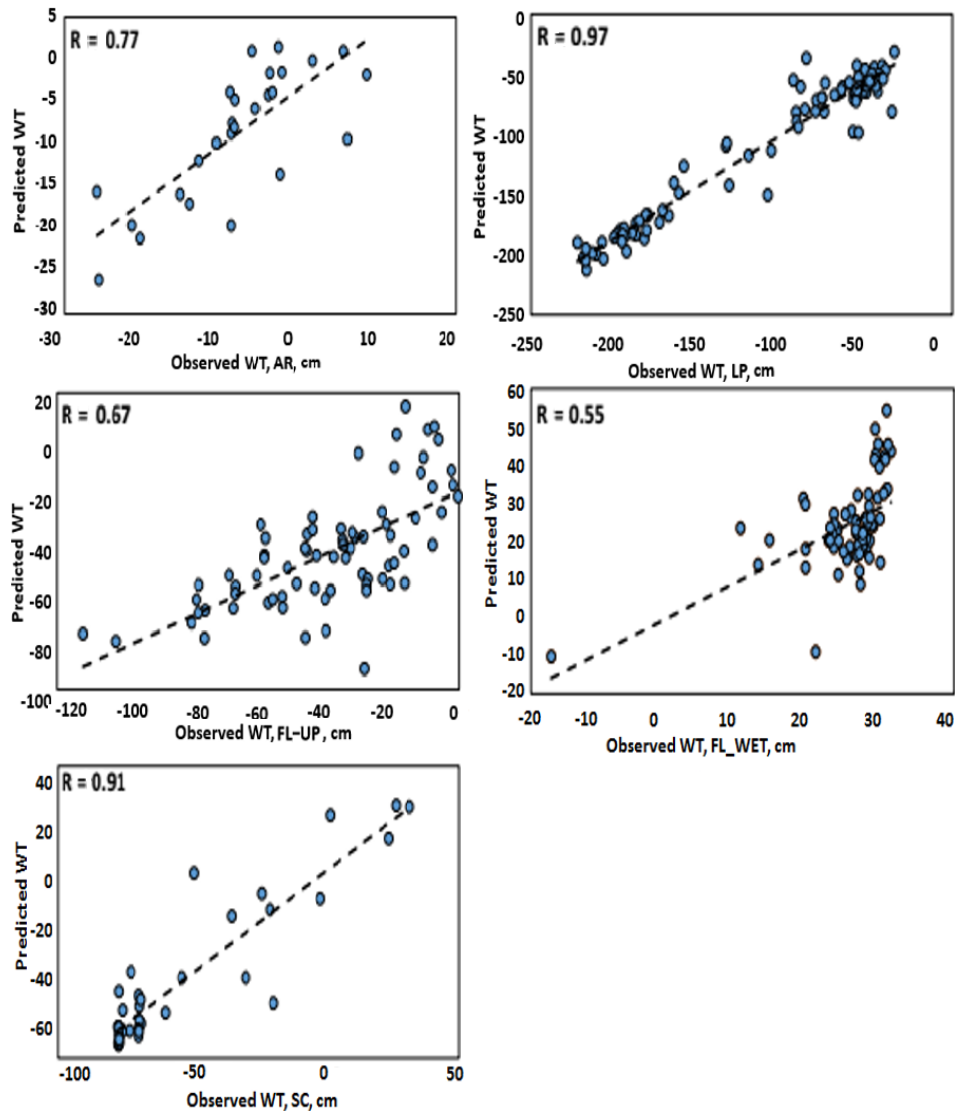 R = 0.77
Predicted WT
5
0
-5
-10
-15
-20
-25
-30
-30 -20 -10 0 10 20
Observed WT, AR, cm
R = 0.97
Predicted WT
-0
-50
-100
-150
-200
-250
-250 -200 -150 -100 -50 0
Observed WT, LP, cm
R = 0.67
Predicted WT
20
0
-20
-40
-60
-80
-100
-120 -100 -80 -60 -40 -20 0
Observed WT, FL-UP, cm
R = 0.55
Predicted WT
60
50
40
30
20
10
0
-10
-20
-20 -10 0 10 20 30 40
Observed WT, FL_WET, cm
R = 0.91
Predicted WT
40
20
0
-20
-40
-60
-100 -50 0 50
Observed WT, SC, cm